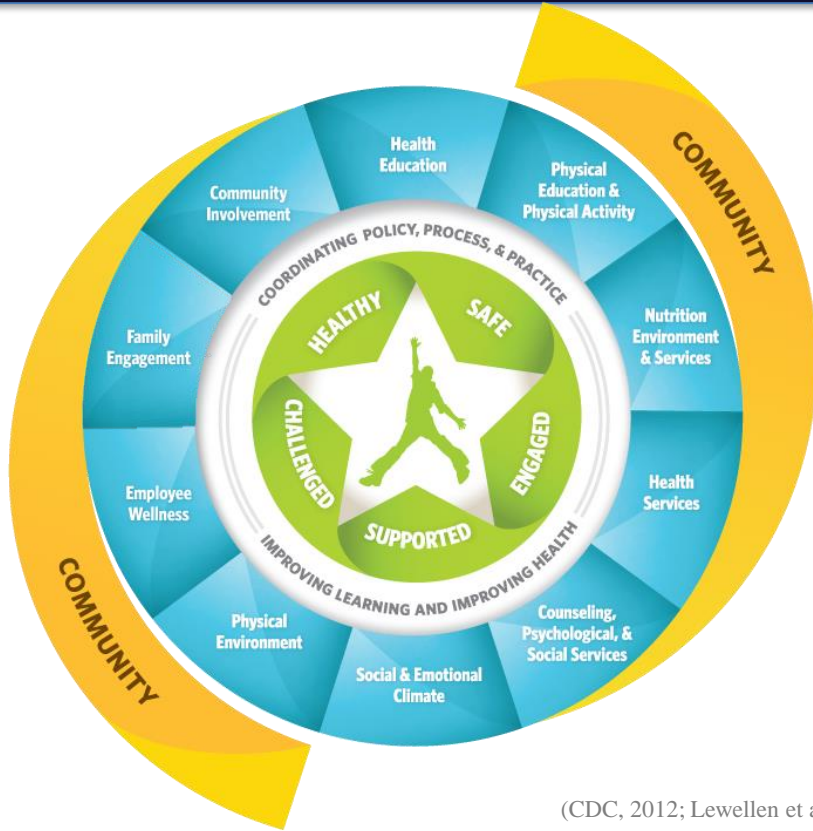 Health
Education
Physical
Education &
Physical Activity
Nutrition
Environment
& Services
Health
Services
Counseling,
Psychological, &
Social Services
Social & Emotional
Climate
Physical
Environment
Employee
Wellness
Family
Engagement
Community
Involvement
COMMUNITY
COMMUNITY
COORDINATING POLICY, PROCESS, & PRACTICE
IMPROVING LEARNING AND IMPROVING HEALTH
HEALTHY
SAFE
ENGAGED
SUPPORTED
CHALLENGED
(CDC, 2012; Lewellen et a